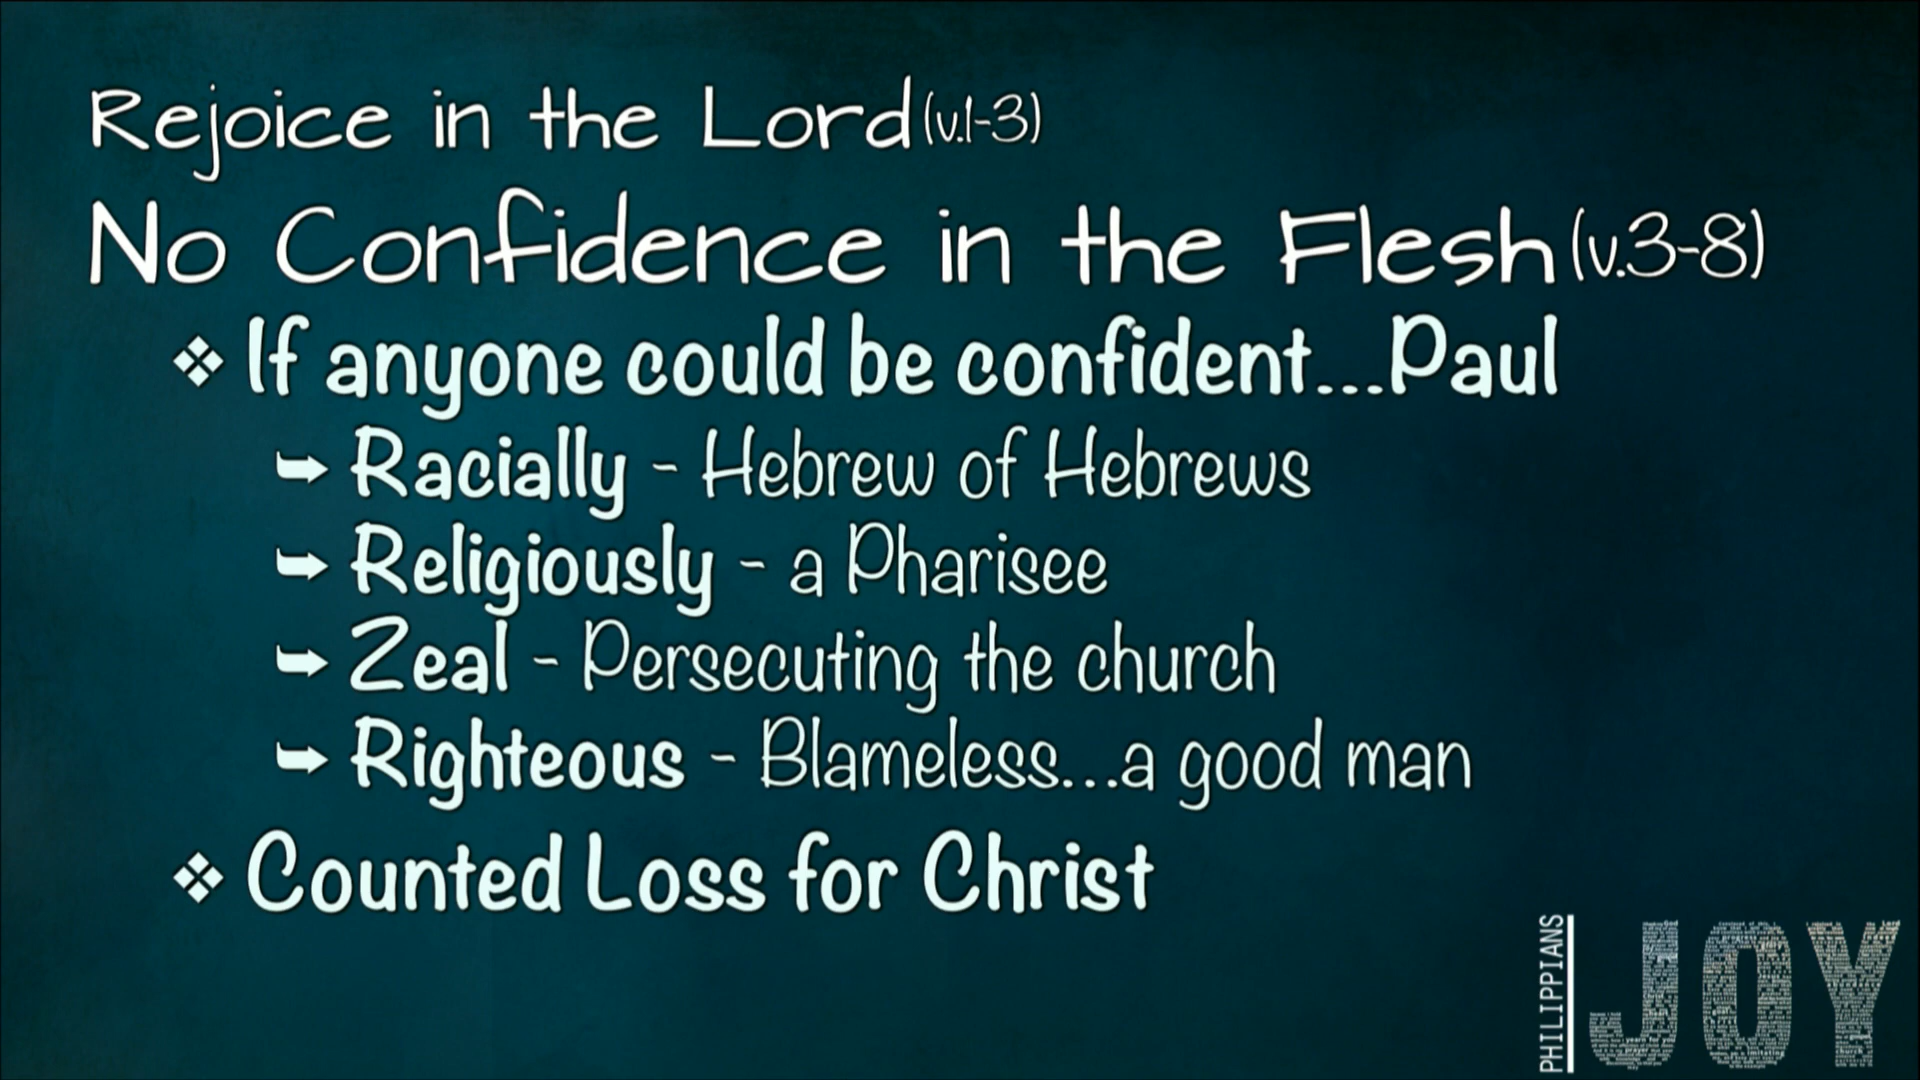 Rejoice in the Lord (v.1-3)
No Confidence in the Flesh (v.3-8)
❖ If anyone could be confident...Paul
➥ Racially - Hebrew of Hebrews
➥ Religiously - a Pharisee
➥ Zeal - Persecuting the church
➥ Righteous - Blameless...a good man
❖ Counted Loss for Christ
PHILIPPIANS
JOY